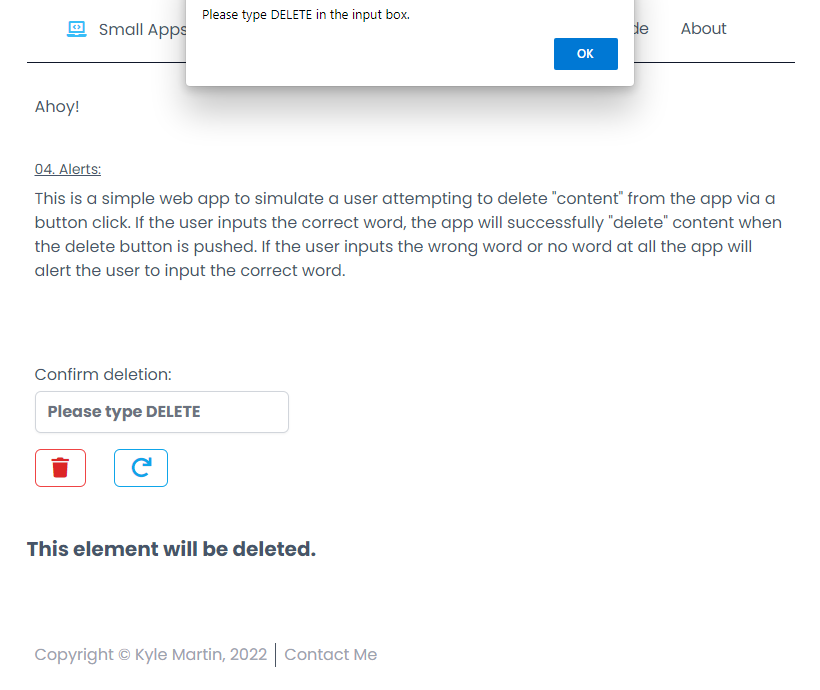 Please type DELETE in the input box.
OK
Small Apps
About
Ahoy!
04. Alerts:
This is a simple web app to simulate a user attempting to delete "content" from the app via a
button click. If the user inputs the correct word, the app will successfully "delete" content when
the delete button is pushed. If the user inputs the wrong word or no word at all the app will
alert the user to input the correct word.
Confirm deletion:
Please type DELETE
This element will be deleted.
Copyright © Kyle Martin, 2022 Contact Me